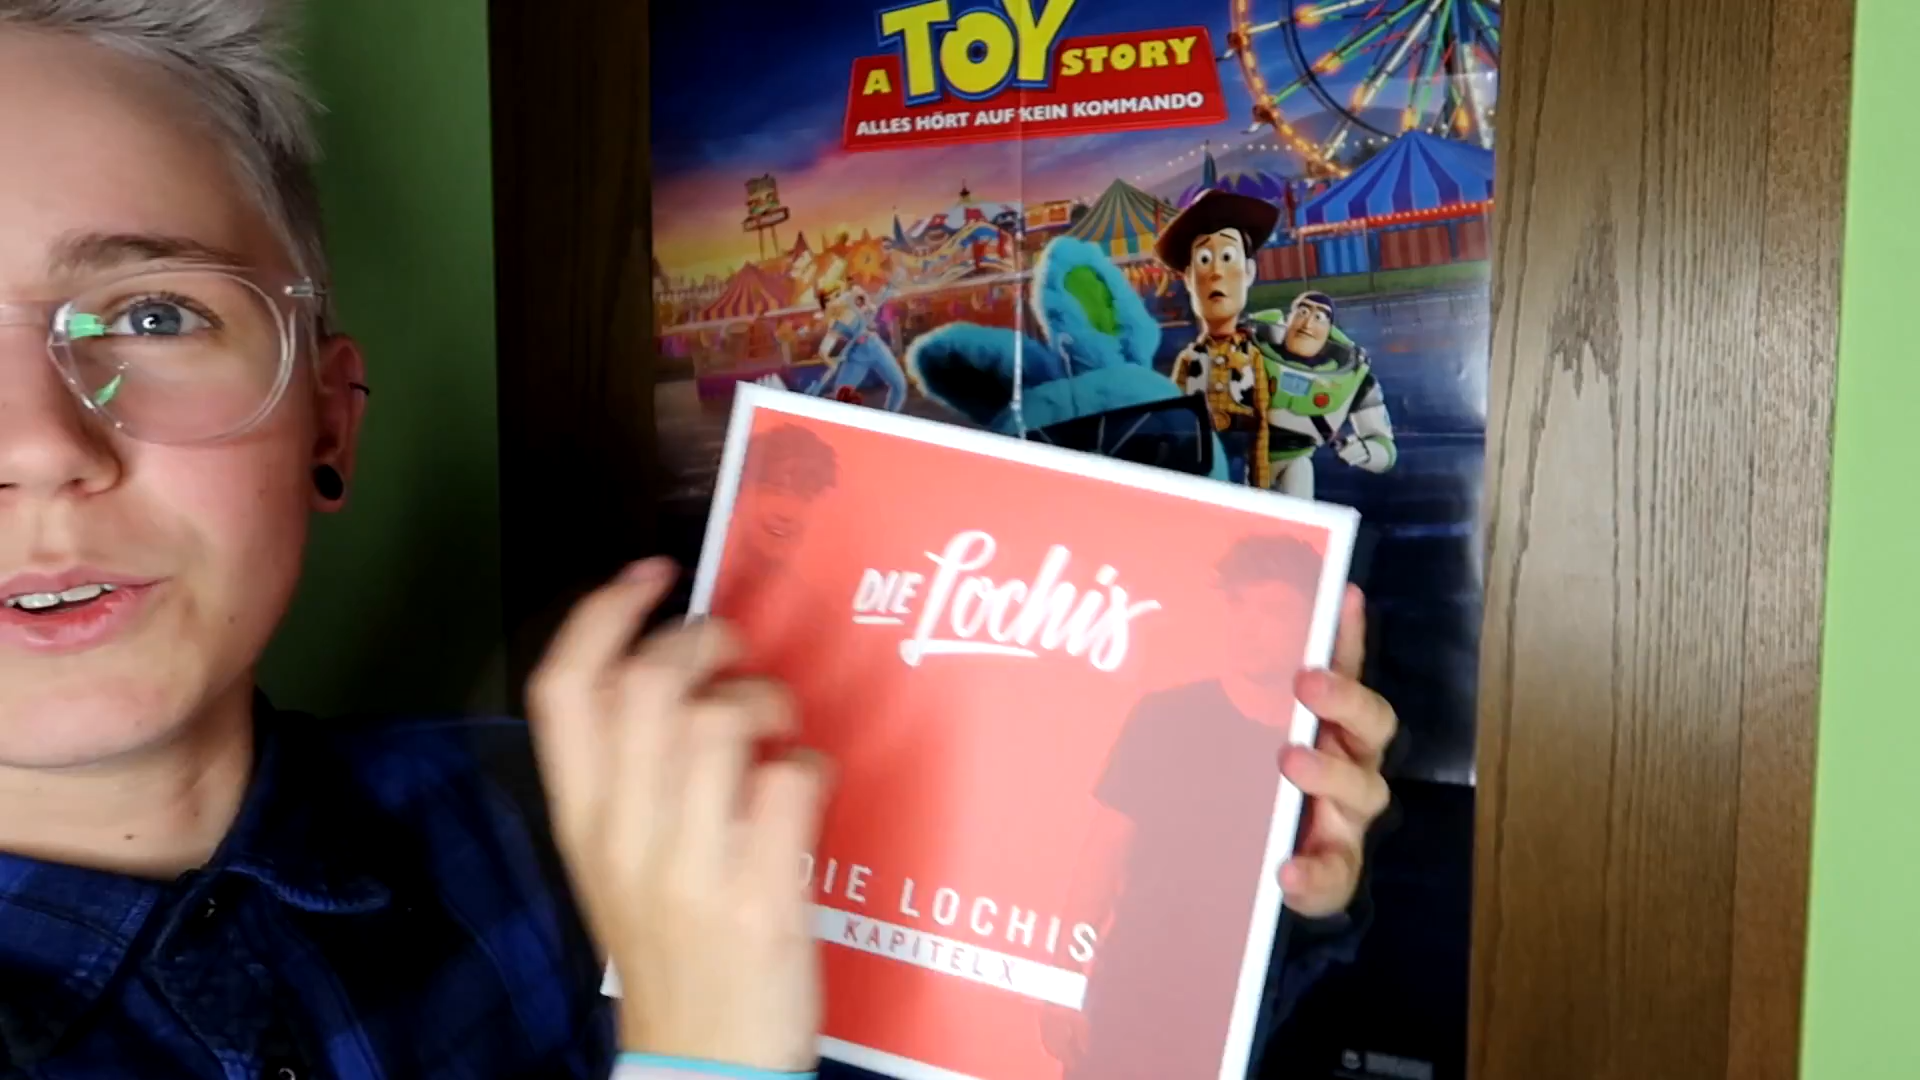 A TOY STORY
ALLES HÖRT AUF KEIN KOMMANDO
DIE Lochis
DIE LOCHIS
KAPITEL X